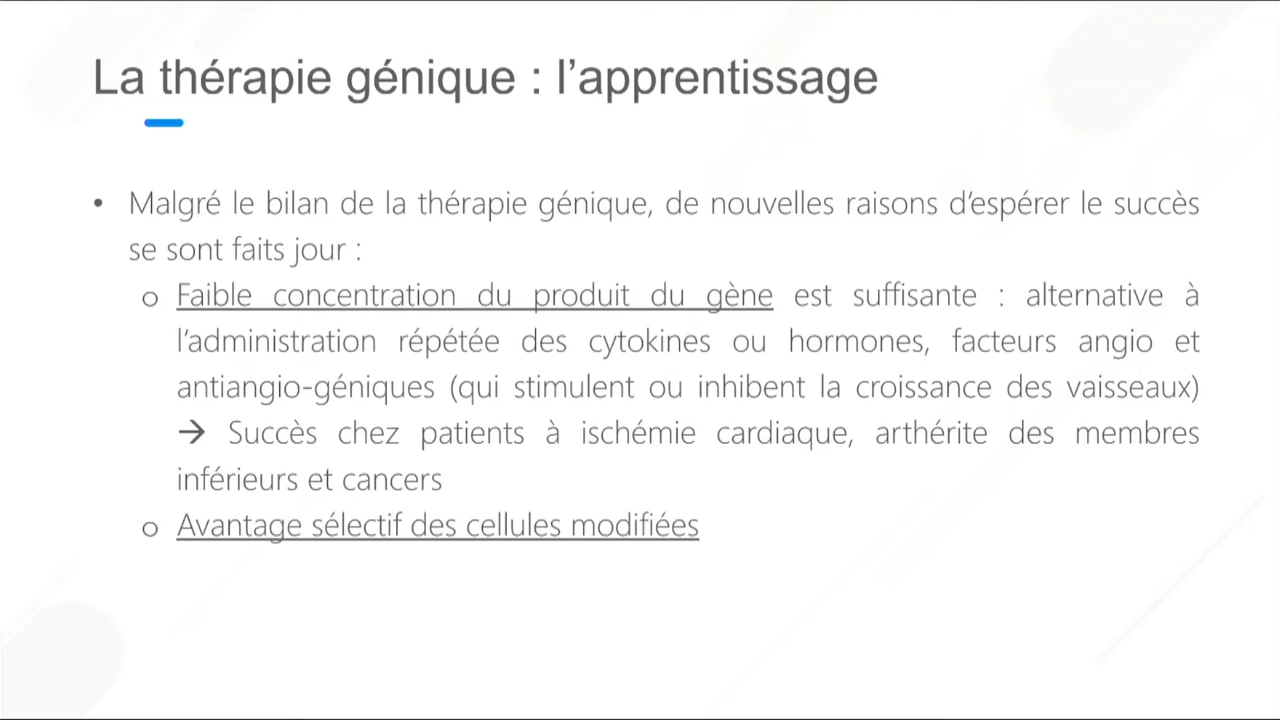 La thérapie génique : l’apprentissage
• Malgré le bilan de la thérapie génique, de nouvelles raisons d’espérer le succès
se sont faits jour :
o Faible concentration du produit du gène est suffisante : alternative à
l’administration répétée des cytokines ou hormones, facteurs angio et
antiangio-géniques (qui stimulent ou inhibent la croissance des vaisseaux)
→ Succès chez patients à ischémie cardiaque, arthérite des membres
inférieurs et cancers
o Avantage sélectif des cellules modifiées